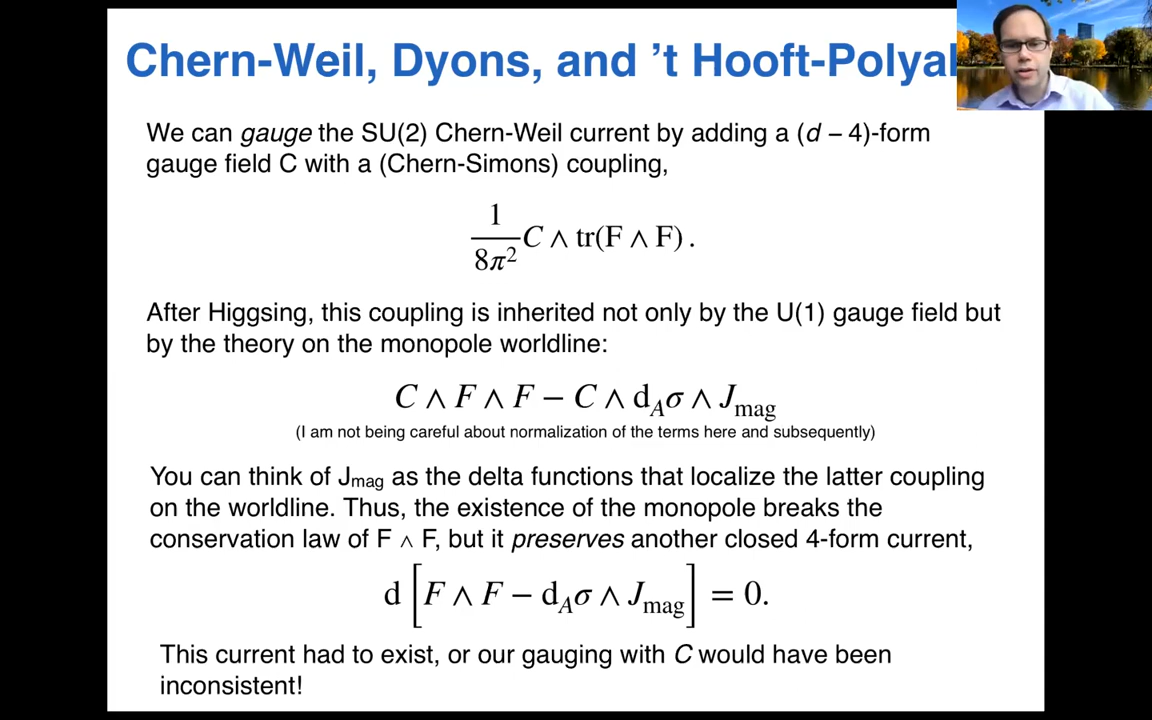 Chern-Weil, Dyons, and 't Hooft-Polyal
We can gauge the SU(2) Chern-Weil current by adding a (d – 4)-form
gauge field C with a (Chern-Simons) coupling,
1/8π² C ∧ tr(F ∧ F) .
After Higgsing, this coupling is inherited not only by the U(1) gauge field but
by the theory on the monopole worldline:
C ∧ F ∧ F − C ∧ d_Aσ ∧ J_mag
(I am not being careful about normalization of the terms here and subsequently)
You can think of J_mag as the delta functions that localize the latter coupling
on the worldline. Thus, the existence of the monopole breaks the
conservation law of F ∧ F, but it preserves another closed 4-form current,
d [F ∧ F − d_Aσ ∧ J_mag] = 0.
This current had to exist, or our gauging with C would have been
inconsistent!